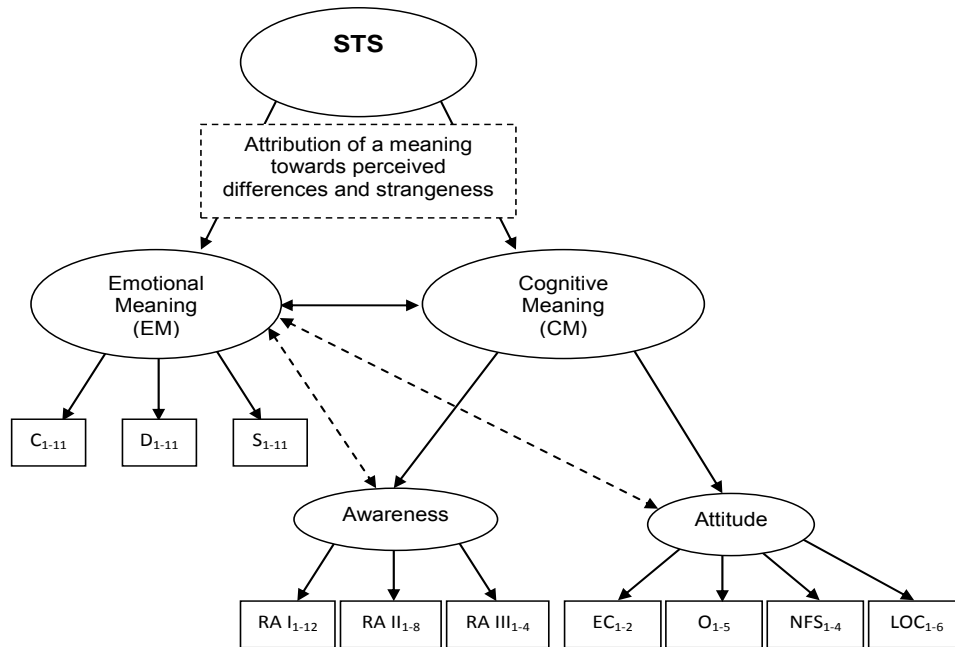 STS
Attribution of a meaning
towards perceived
differences and strangeness
Emotional
Meaning
(EM)
Cognitive
Meaning
(CM)
C₁₋₁₁
D₁₋₁₁
S₁₋₁₁
Awareness
Attitude
RA I₁₋₁₂
RA II₁₋₈
RA III₁₋₄
EC₁₋₂
O₁₋₅
NFS₁₋₄
LOC₁₋₆